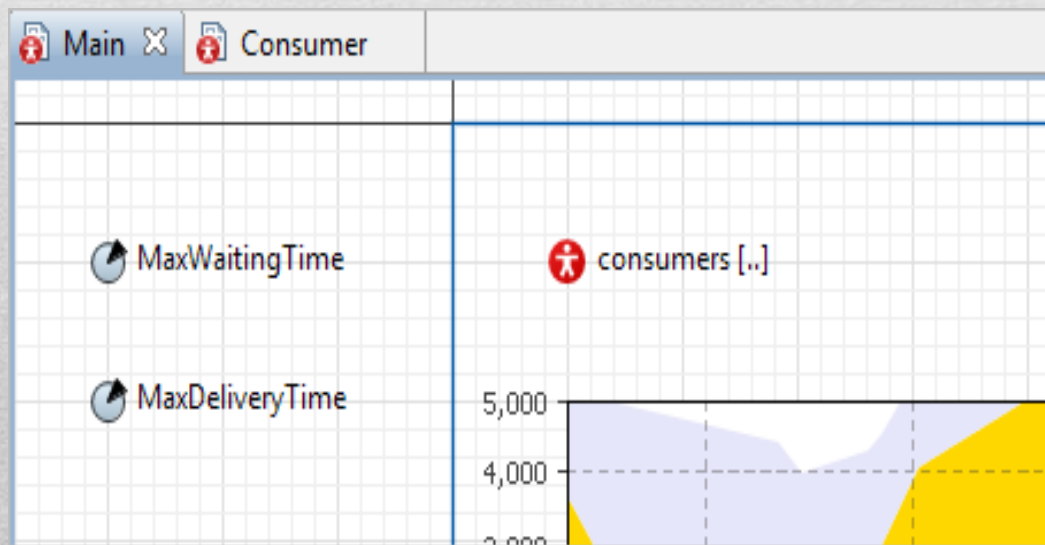 Main
Consumer
MaxWaitingTime
consumers [..]
MaxDeliveryTime
5,000
4,000